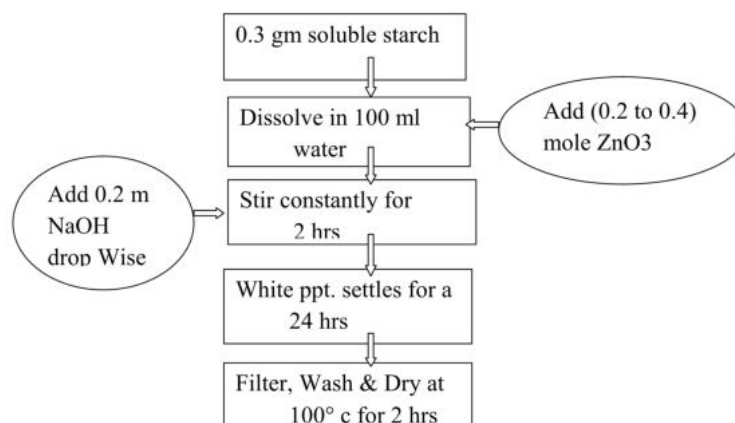 0.3 gm soluble starch
Dissolve in 100 ml
water
Add (0.2 to 0.4)
mole ZnO3
Add 0.2 m
NaOH
drop Wise
Stir constantly for
2 hrs
White ppt. settles for a
24 hrs
Filter, Wash & Dry at
100° c for 2 hrs